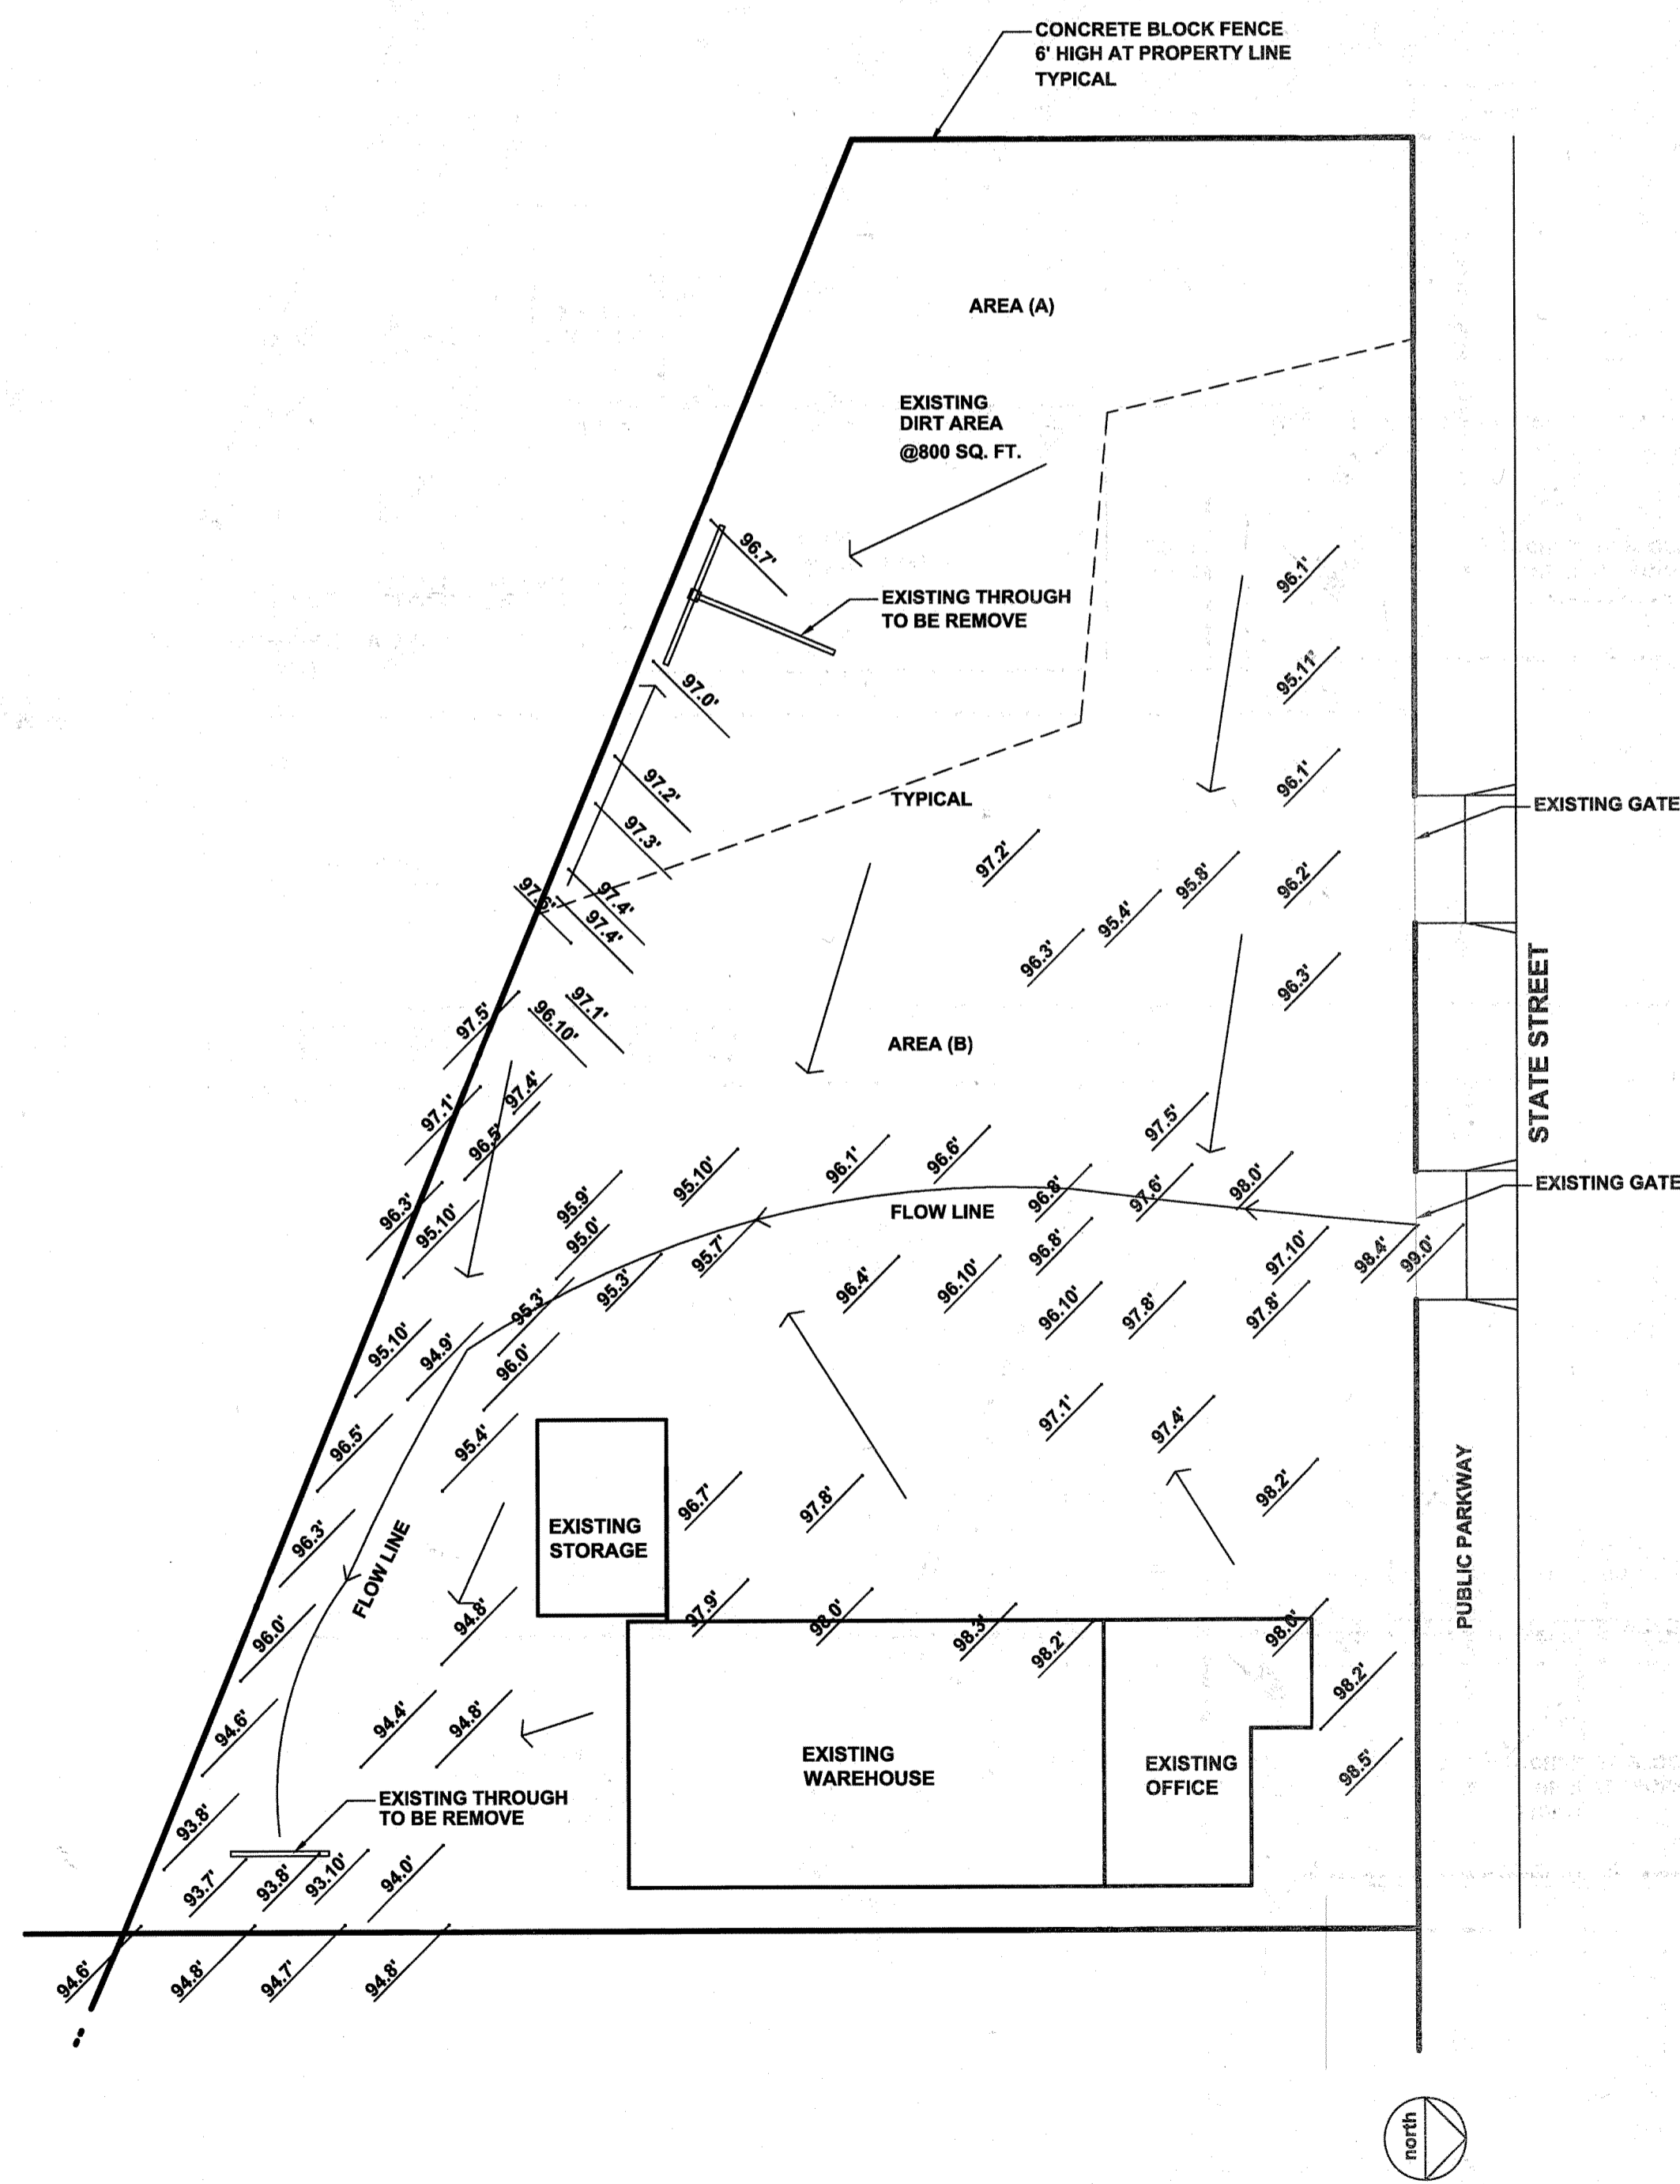 CONCRETE BLOCK FENCE
6' HIGH AT PROPERTY LINE
TYPICAL
AREA (A)
EXISTING
DIRT AREA
@800 SQ. FT.
96.7'
96.1'
EXISTING THROUGH
TO BE REMOVE
95.11'
97.0'
97.2'
96.1'
TYPICAL
EXISTING GATE
97.3'
97.2'
95.8'
96.2'
97.6'
97.4'
97.4'
95.4'
96.3'
96.3'
97.5'
97.1'
96.10'
AREA (B)
STATE STREET
97.1'
97.4'
97.5'
96.5'
95.10'
96.1'
96.6'
96.8'
97.6'
98.0'
EXISTING GATE
96.3'
95.10'
95.9'
FLOW LINE
95.0'
95.7'
96.8'
97.10'
98.4'
99.0'
95.3'
95.3'
96.4'
96.10'
96.10'
97.8'
97.8'
95.10'
94.9'
96.0'
97.1'
97.4'
96.5'
95.4'
96.7'
97.8'
98.2'
EXISTING
STORAGE
PUBLIC PARKWAY
96.3'
FLOW LINE
96.0'
94.8'
97.9'
98.0'
98.3'
98.2'
98.0'
98.2'
94.6'
94.4'
94.8'
EXISTING
WAREHOUSE
EXISTING
OFFICE
98.5'
EXISTING THROUGH
TO BE REMOVE
93.8'
93.7'
93.8'
93.10'
94.0'
94.6'
94.8'
94.7'
94.8'
north